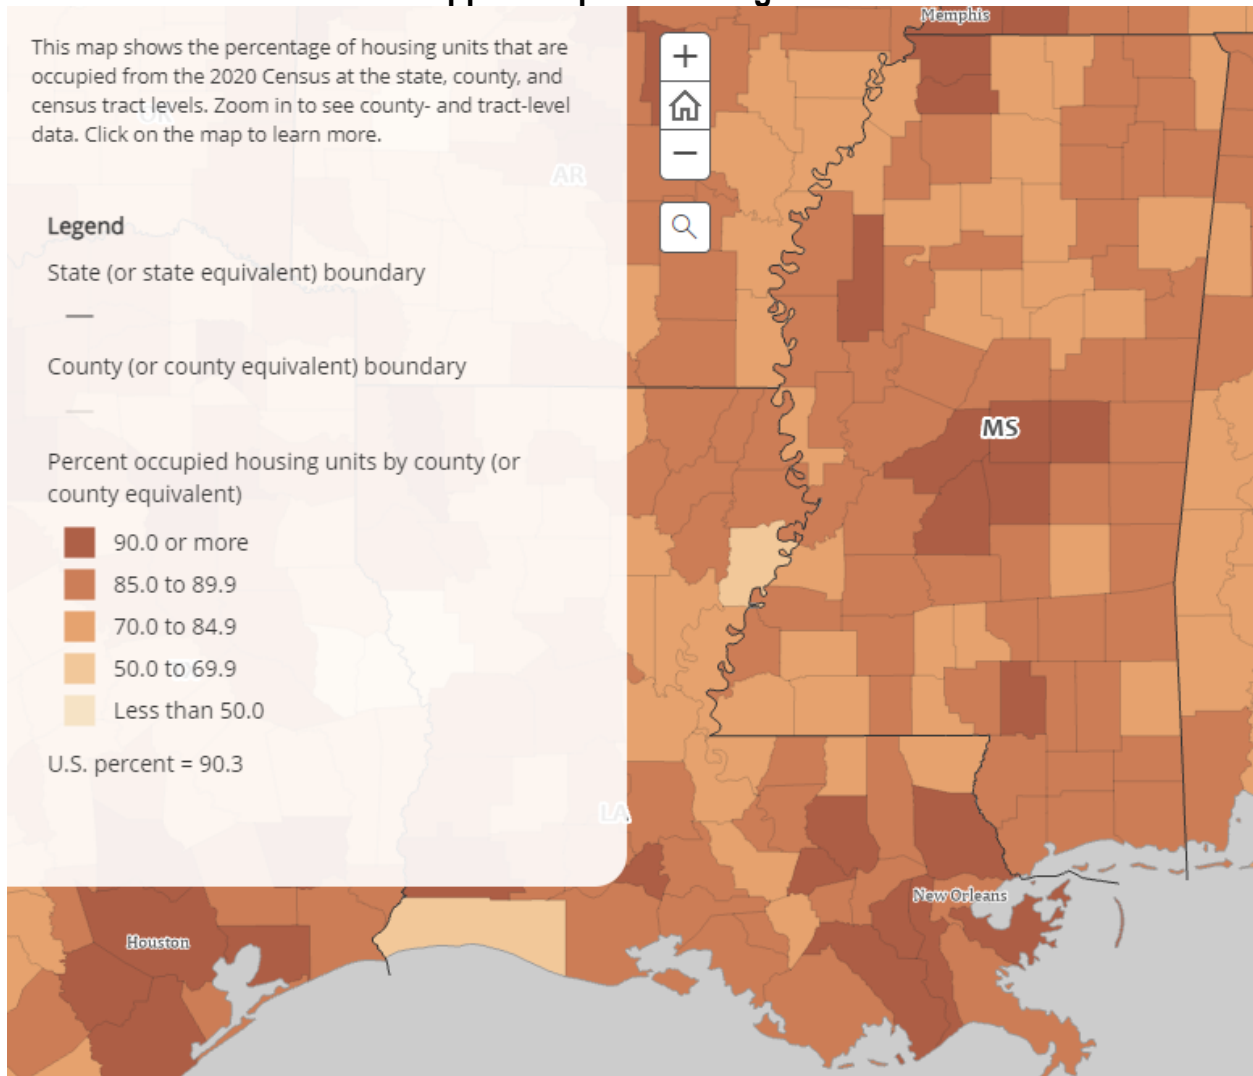 Memphis
This map shows the percentage of housing units that are
occupied from the 2020 Census at the state, county, and
census tract levels. Zoom in to see county- and tract-level
data. Click on the map to learn more.
AR
Legend
State (or state equivalent) boundary
County (or county equivalent) boundary
MS
Percent occupied housing units by county (or
county equivalent)
90.0 or more
85.0 to 89.9
70.0 to 84.9
50.0 to 69.9
Less than 50.0
U.S. percent = 90.3
LA
New Orleans
Houston